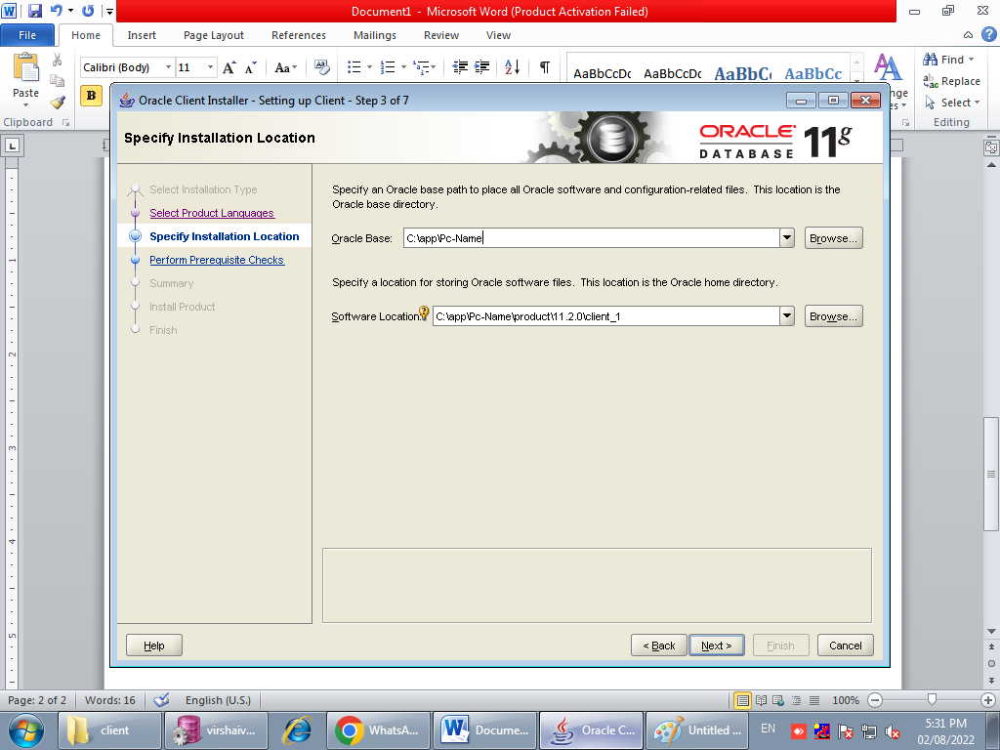 Document1 - Microsoft Word (Product Activation Failed)
File Home Insert Page Layout References Mailings Review View
Calibri (Body) 11
Paste
B
Clipboard
AaBbCcDc AaBbCcDc AaBbC AaBbCc
Find
Replace
Select
Editing
Oracle Client Installer - Setting up Client - Step 3 of 7
Specify Installation Location
ORACLE
DATABASE 11g
Select Installation Type
Select Product Languages
Specify Installation Location
Perform Prerequisite Checks
Summary
Install Product
Finish
Specify an Oracle base path to place all Oracle software and configuration-related files. This location is the
Oracle base directory.
Oracle Base: C:\app\Pc-Name Browse...
Specify a location for storing Oracle software files. This location is the Oracle home directory.
Software Location: C:\app\Pc-Name\product\11.2.0\client_1 Browse...
Help < Back Next > Finish Cancel
Page: 2 of 2 Words: 16 English (U.S.) 100%
client virshaiv... WhatsA... Docume... Oracle C... Untitled ... EN 5:31 PM
02/08/2022